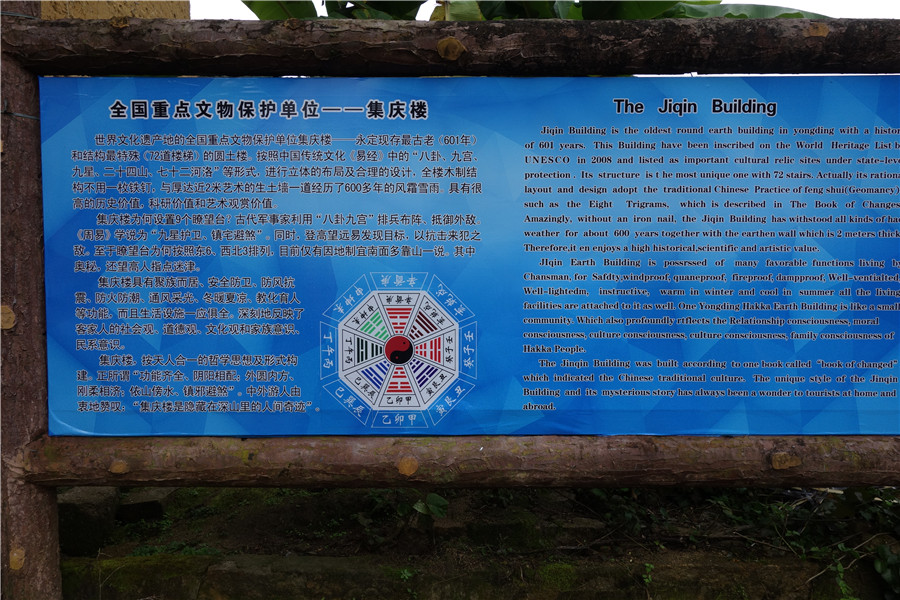 全国重点文物保护单位——集庆楼
世界文化遗产地的全国重点文物保护单位集庆楼——永定现存最古老（601年）
和结构最特殊（72道楼梯）的圆土楼。按照中国传统文化《易经》中的“八卦、九宫、
九星、二十四山、七十二河洛”等形式，进行立体的布局及合理的设计，全楼木制结
构不用一枚铁钉，与厚达近2米艺术的生土墙一道经历了600多年的风霜雪雨。具有很
高的历史价值、科研价值和艺术观赏价值。
集庆楼为何设置9个瞭望台？古代军事家利用“八卦九宫”排兵布阵，抵御外敌。
《周易》学说为“九星护卫、镇宅避煞”。同时，登高望远易发现目标，以抗击来犯之
敌。至于瞭望台为何按照东6、西北3排列，目前仅有因地制宜南面多靠山一说，其中
奥秘，还望高人指点迷津。
集庆楼具有聚族而居、安全防卫、防风抗
震、防火防潮、通风采光、冬暖夏凉、教化育人
等功能，而且生活设施一应俱全。深刻地反映了
客家人的社会观、道德观、文化观和家族意识、
民系意识。
集庆楼，按天人合一的哲学思想及形式构
建。正所谓“功能齐全、阴阳相配，外圆内方、
刚柔相济；依山傍水、镇邪避煞”。中外游人由
衷地赞叹：“集庆楼是隐藏在深山里的人间奇迹”。
The Jiqin Building
Jiqin Building is the oldest round earth building in yongding with a histor
of 601 years. This Building have been inscribed on the World Heritage List b
UNESCO in 2008 and listed as important cultural relic sites under state-leve
protection . Its structure is t he most unique one with 72 stairs. Actually its rationa
layout and design adopt the traditional Chinese Practice of feng shui(Geomancy)
such as the Eight Trigrams, which is described in The Book of Changes
Amazingly, without an iron nail, the Jiqin Building has withstood all kinds of ba
weather for about 600 years together with the earthen wall which is 2 meters thick
Therefore,it en enjoys a high historical,scientific and artistic value.
JIqin Earth Building is possrssed of many favorable functions living by
Chansman, for Safdty,windproof, quaneproof, fireproof, dampproof, Well-ventidfted
Well-lightedm, instructive, warm in winter and cool in summer all the living
facilities are attached to it as well. One Yongding Hakka Earth Building is like a small
community. Which also profoundly reflects the Relationship consciousness, moral
consciousness, culture consciousness, culture consciousness, family consciousness of
Hakka People.
The Jiqin Building was built according to one book called "book of changed"
which indicated the Chinese traditional culture. The unique style of the Jinqin
Building and its mysterious story has always been a wonder to tourists at home and
abroad.